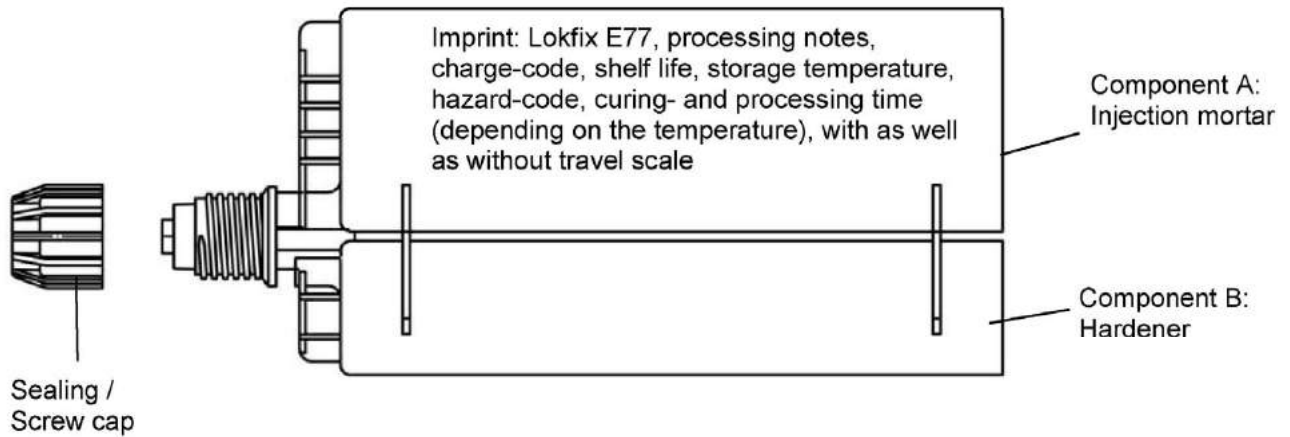 Imprint: Lokfix E77, processing notes,
charge-code, shelf life, storage temperature,
hazard-code, curing- and processing time
(depending on the temperature), with as well
as without travel scale
Component A:
Injection mortar
Component B:
Hardener
Sealing /
Screw cap